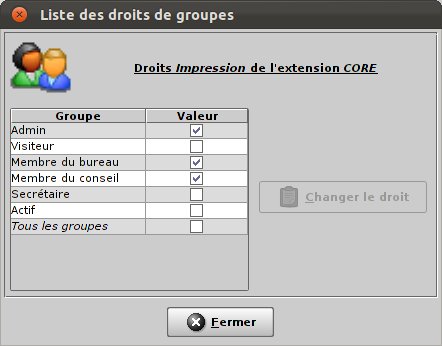 Liste des droits de groupes
Droits Impression de l'extension CORE
Groupe Valeur
Admin
Visiteur
Membre du bureau
Membre du conseil
Secrétaire
Actif
Tous les groupes
Changer le droit
Fermer